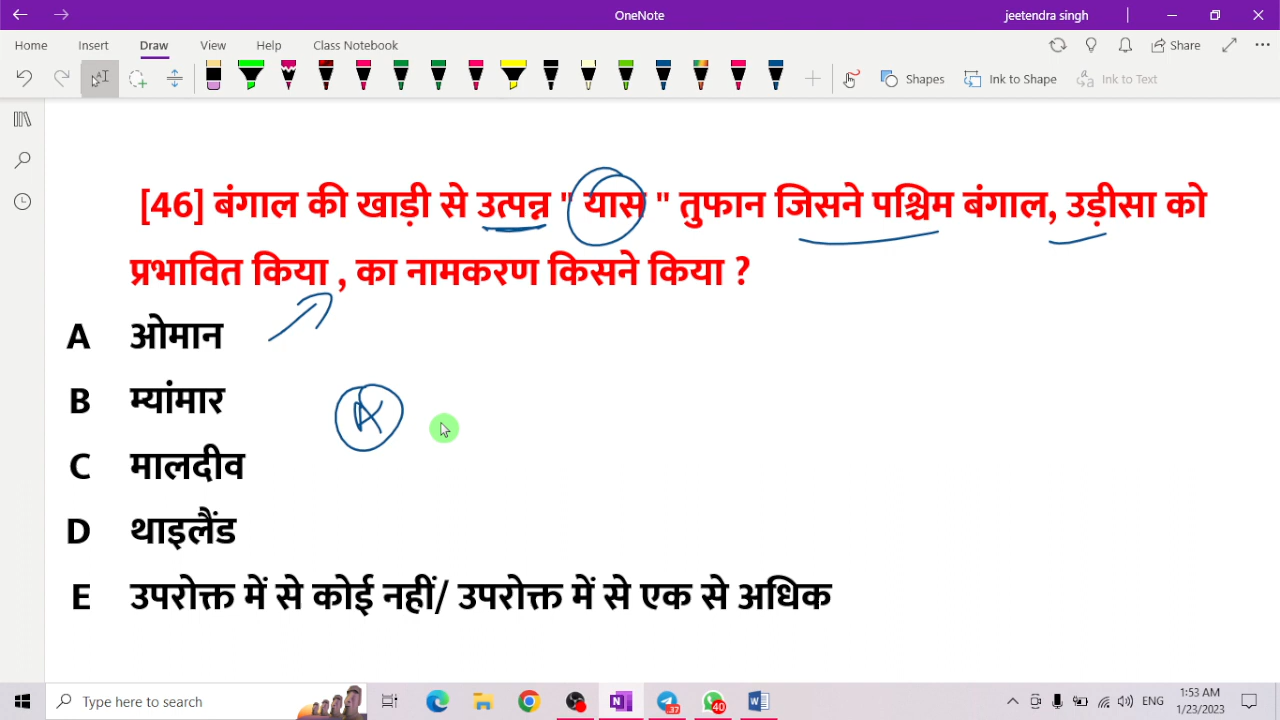 OneNote
jeetendra singh
Home Insert Draw View Help Class Notebook
Share
Shapes Ink to Shape Ink to Text
[46] बंगाल की खाड़ी से उत्पन्न " यास " तुफान जिसने पश्चिम बंगाल, उड़ीसा को
प्रभावित किया , का नामकरण किसने किया ?
A ओमान
B म्यांमार
A
C मालदीव
D थाइलैंड
E उपरोक्त में से कोई नहीं/ उपरोक्त में से एक से अधिक
Type here to search
37
40
ENG
1:53 AM
1/23/2023